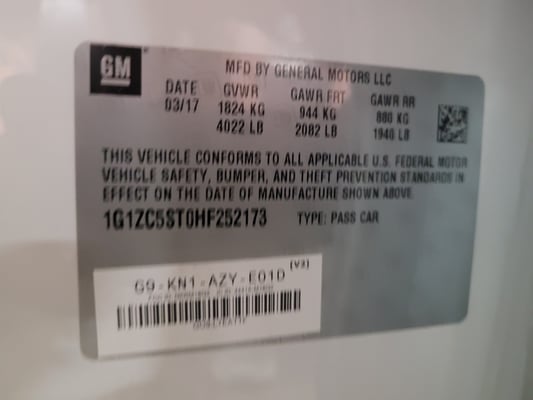 GM
MFD BY GENERAL MOTORS LLC
DATE GVWR GAWR FRT GAWR RR
03/17 1824 KG 944 KG 880 KG
4022 LB 2082 LB 1940 LB
THIS VEHICLE CONFORMS TO ALL APPLICABLE U.S. FEDERAL MOTOR
VEHICLE SAFETY, BUMPER, AND THEFT PREVENTION STANDARDS IN
EFFECT ON THE DATE OF MANUFACTURE SHOWN ABOVE.
1G1ZC5ST0HF252173 TYPE: PASS CAR
(V3)
G9-KN1-AZY-E01D